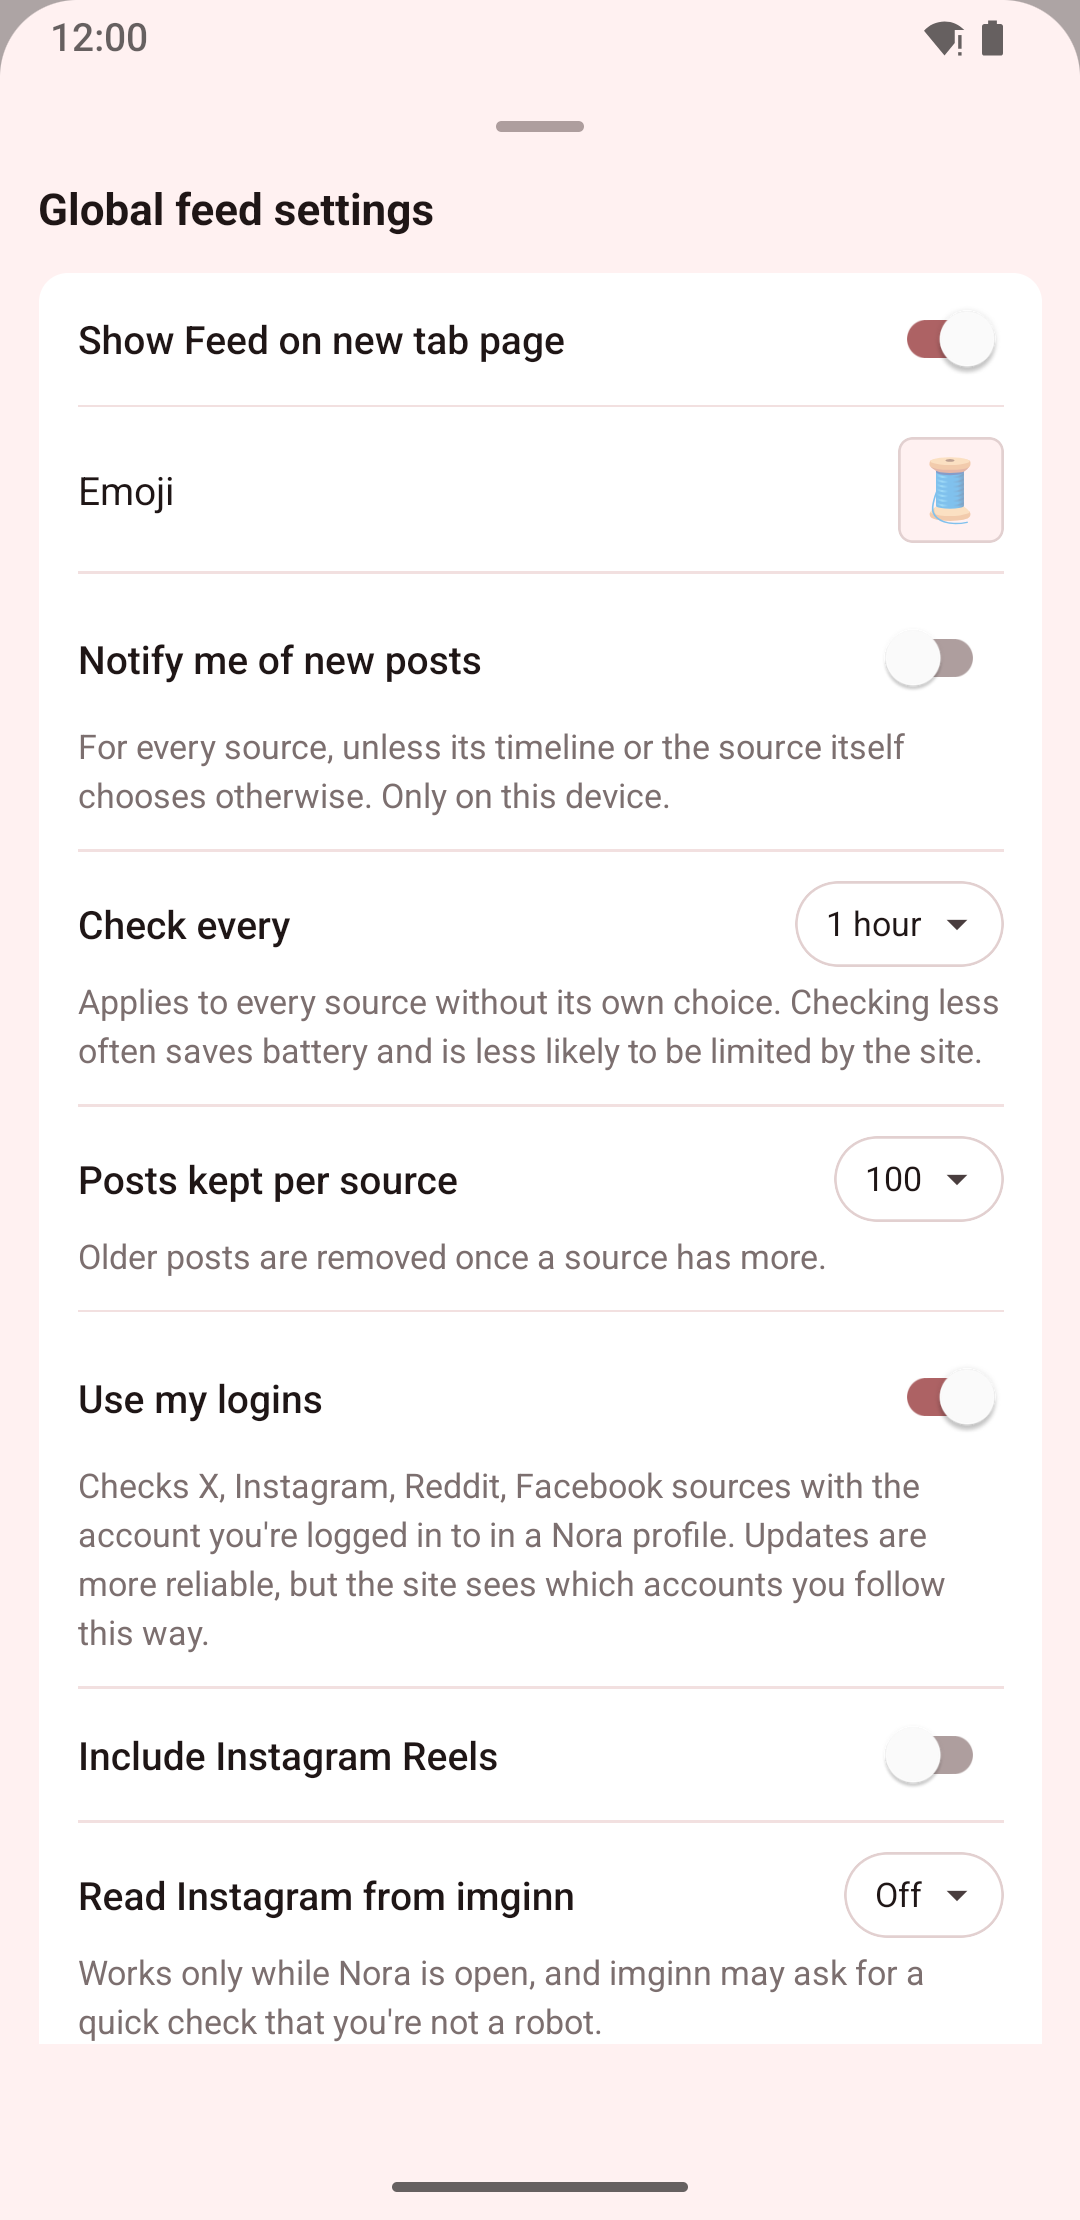 12:00
Global feed settings
Show Feed on new tab page
Emoji
Notify me of new posts
For every source, unless its timeline or the source itself
chooses otherwise. Only on this device.
Check every
1 hour
Applies to every source without its own choice. Checking less
often saves battery and is less likely to be limited by the site.
Posts kept per source
100
Older posts are removed once a source has more.
Use my logins
Checks X, Instagram, Reddit, Facebook sources with the
account you're logged in to in a Nora profile. Updates are
more reliable, but the site sees which accounts you follow
this way.
Include Instagram Reels
Read Instagram from imginn
Off
Works only while Nora is open, and imginn may ask for a
quick check that you're not a robot.